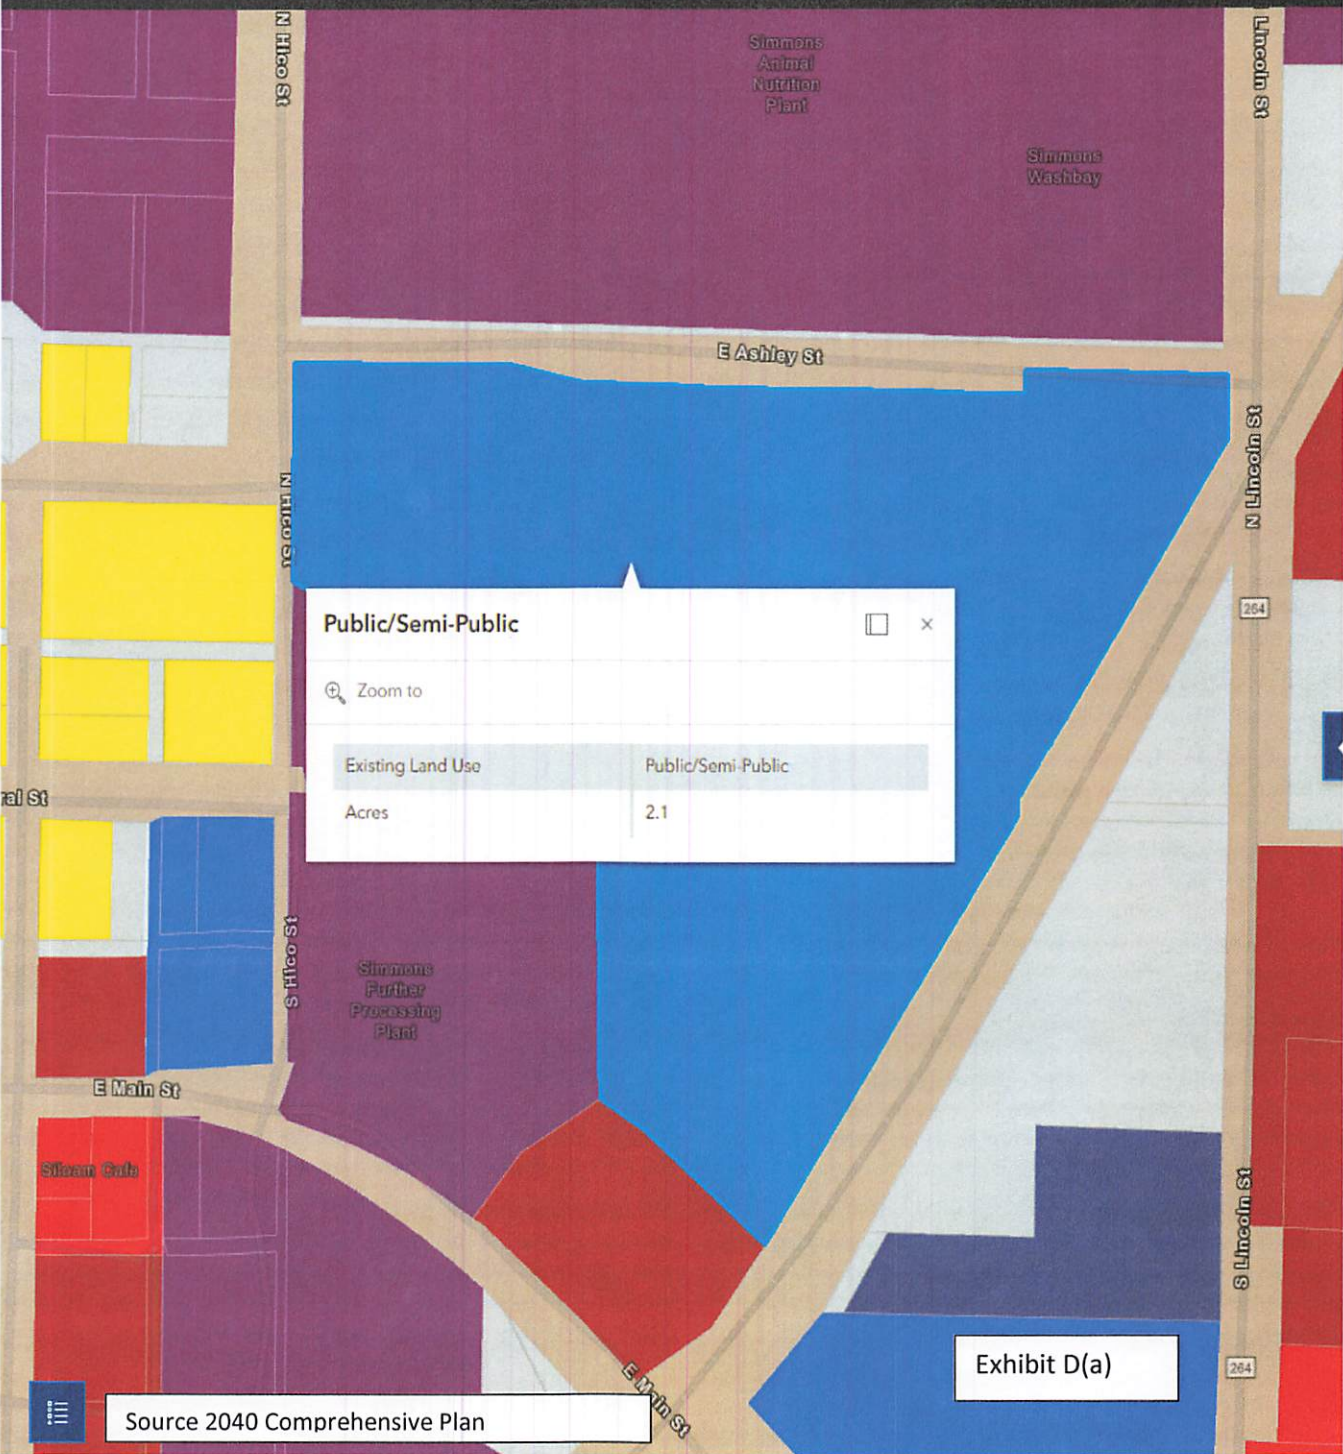 N Hico St
Simmons
Animal
Nutrition
Plant
Lincoln St
Simmons
Washbay
E Ashley St
N Lincoln St
N Hico St
264
Public/Semi-Public
Zoom to
Existing Land Use Public/Semi-Public
Acres 2.1
ral St
S Hico St
Simmons
Further
Processing
Plant
E Main St
Siloam Cafe
S Lincoln St
Exhibit D(a)
264
E Main St
Source 2040 Comprehensive Plan